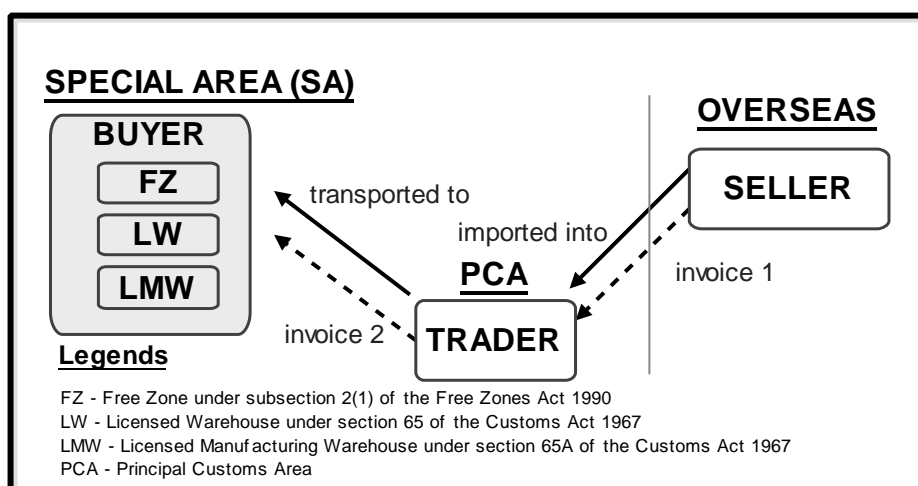 SPECIAL AREA (SA)
OVERSEAS
BUYER
FZ
LW
LMW
transported to
imported into
SELLER
PCA
invoice 1
invoice 2
TRADER
Legends
FZ - Free Zone under subsection 2(1) of the Free Zones Act 1990
LW - Licensed Warehouse under section 65 of the Customs Act 1967
LMW - Licensed Manufacturing Warehouse under section 65A of the Customs Act 1967
PCA - Principal Customs Area